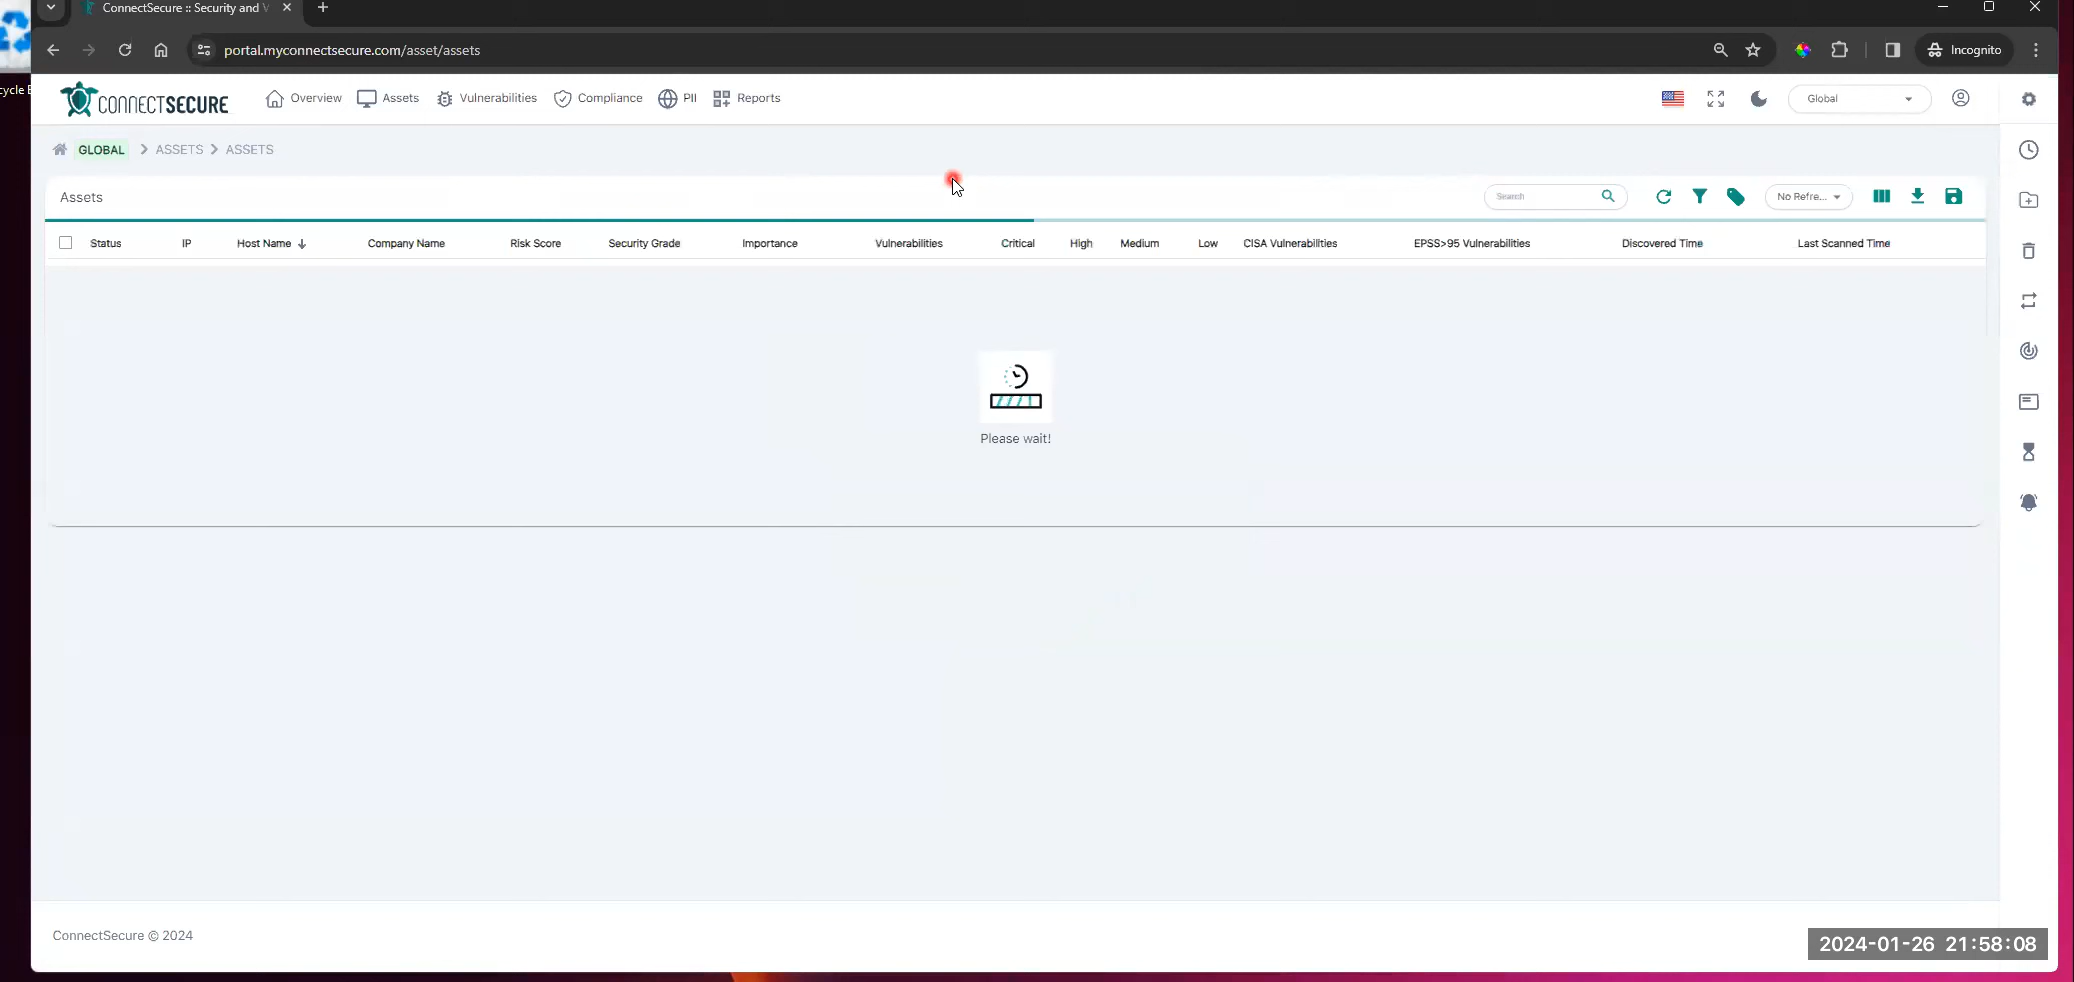 ConnectSecure :: Security and V
portal.myconnectsecure.com/asset/assets
Incognito
cycle
CONNECTSECURE
Overview
Assets
Vulnerabilities
Compliance
PII
Reports
Global
GLOBAL
ASSETS
ASSETS
Assets
Search
No Refre...
Status
IP
Host Name
Company Name
Risk Score
Security Grade
Importance
Vulnerabilities
Critical
High
Medium
Low
CISA Vulnerabilities
EPSS>95 Vulnerabilities
Discovered Time
Last Scanned Time
Please wait!
ConnectSecure © 2024
2024-01-26 21:58:08